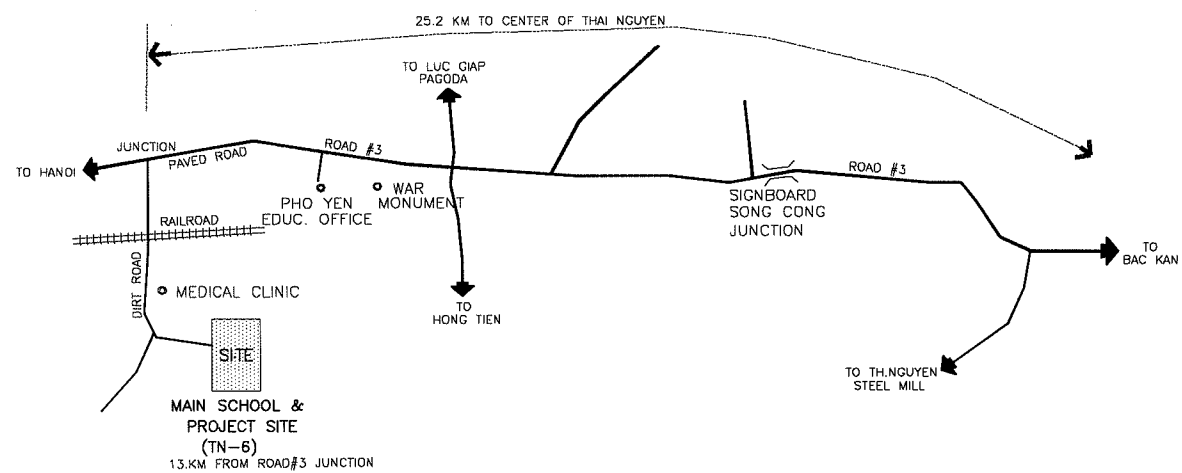 25.2 KM TO CENTER OF THAI NGUYEN
TO LUC GIAP
PAGODA
JUNCTION
PAVED ROAD
ROAD #3
TO HANOI
PHO YEN
EDUC. OFFICE
WAR
MONUMENT
ROAD #3
SIGNBOARD
SONG CONG
JUNCTION
RAILROAD
TO
BAC KAN
DIRT ROAD
MEDICAL CLINIC
TO
HONG TIEN
SITE
TO TH.NGUYEN
STEEL MILL
MAIN SCHOOL &
PROJECT SITE
(TN-6)
13.KM FROM ROAD#3 JUNCTION